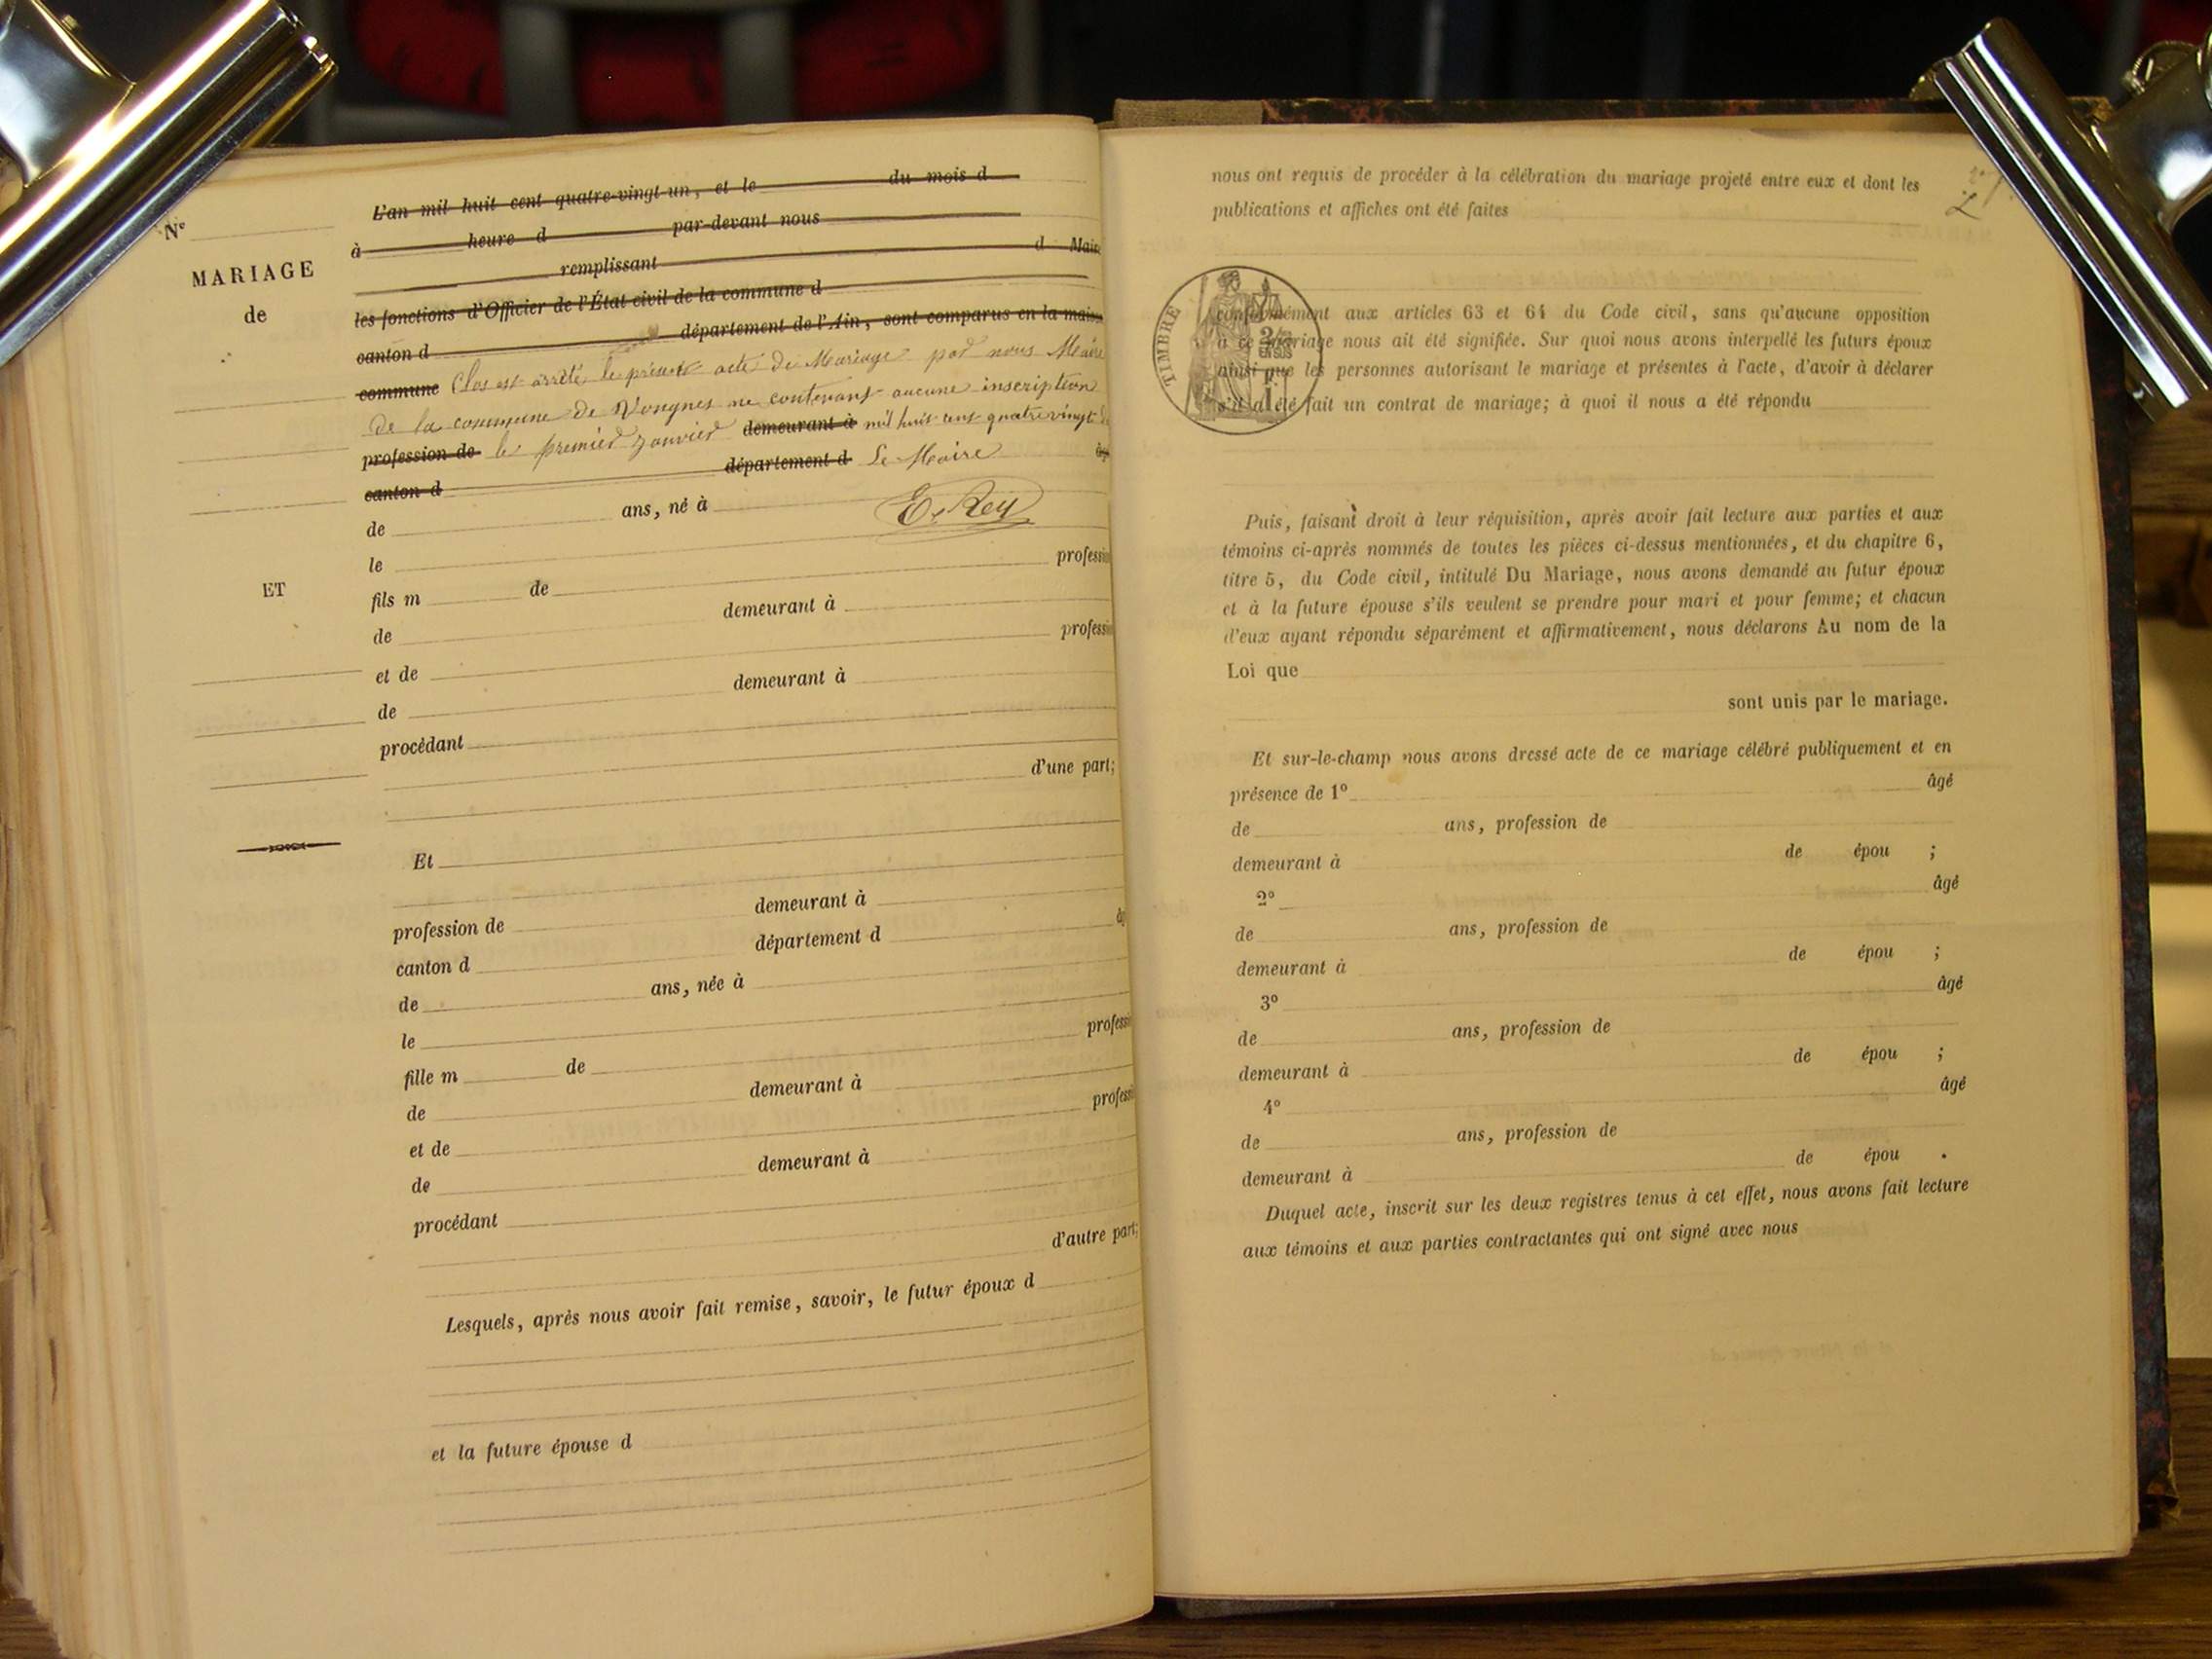 N°
MARIAGE
de
ET
L'an mil huit cent quatre-vingt-un, et le du mois d
à heure d par-devant nous
remplissant d Mair
les fonctions d'Officier de l'État civil de la commune d
canton d département de l'Ain, sont comparus en la maiso
commune Clos est arrêté le présent acte de Mariage par nous Maire
de la commune de Vongnes ne contenant aucune inscription
profession de le premier janvier demeurant à mil huit cent quatre vingt d
canton d département d Le Maire âg
de ans, né à E. Rey
le
fils m de professio
de demeurant à
et de professi
de demeurant à
procédant
d'une part;
Et
profession de demeurant à
canton d département d âg
de ans, née à
le
fille m de professi
de demeurant à
et de professi
de demeurant à
procédant
d'autre part;
Lesquels, après nous avoir fait remise, savoir, le futur époux d
et la future épouse d
nous ont requis de procéder à la célébration du mariage projeté entre eux et dont les
publications et affiches ont été faites
TIMBRE
2/10
EN SUS
conformément aux articles 63 et 64 du Code civil, sans qu'aucune opposition
à ce mariage nous ait été signifiée. Sur quoi nous avons interpellé les futurs époux
ainsi que les personnes autorisant le mariage et présentes à l'acte, d'avoir à déclarer
s'il a été fait un contrat de mariage; à quoi il nous a été répondu
Puis, faisant droit à leur réquisition, après avoir fait lecture aux parties et aux
témoins ci-après nommés de toutes les pièces ci-dessus mentionnées, et du chapitre 6,
titre 5, du Code civil, intitulé Du Mariage, nous avons demandé au futur époux
et à la future épouse s'ils veulent se prendre pour mari et pour femme; et chacun
d'eux ayant répondu séparément et affirmativement, nous déclarons Au nom de la
Loi que
sont unis par le mariage.
Et sur-le-champ nous avons dressé acte de ce mariage célébré publiquement et en
présence de 1° âgé
de ans, profession de
demeurant à de épou ;
2° âgé
de ans, profession de
demeurant à de épou ;
3° âgé
de ans, profession de
demeurant à de épou ;
4° âgé
de ans, profession de
demeurant à de épou .
Duquel acte, inscrit sur les deux registres tenus à cet effet, nous avons fait lecture
aux témoins et aux parties contractantes qui ont signé avec nous